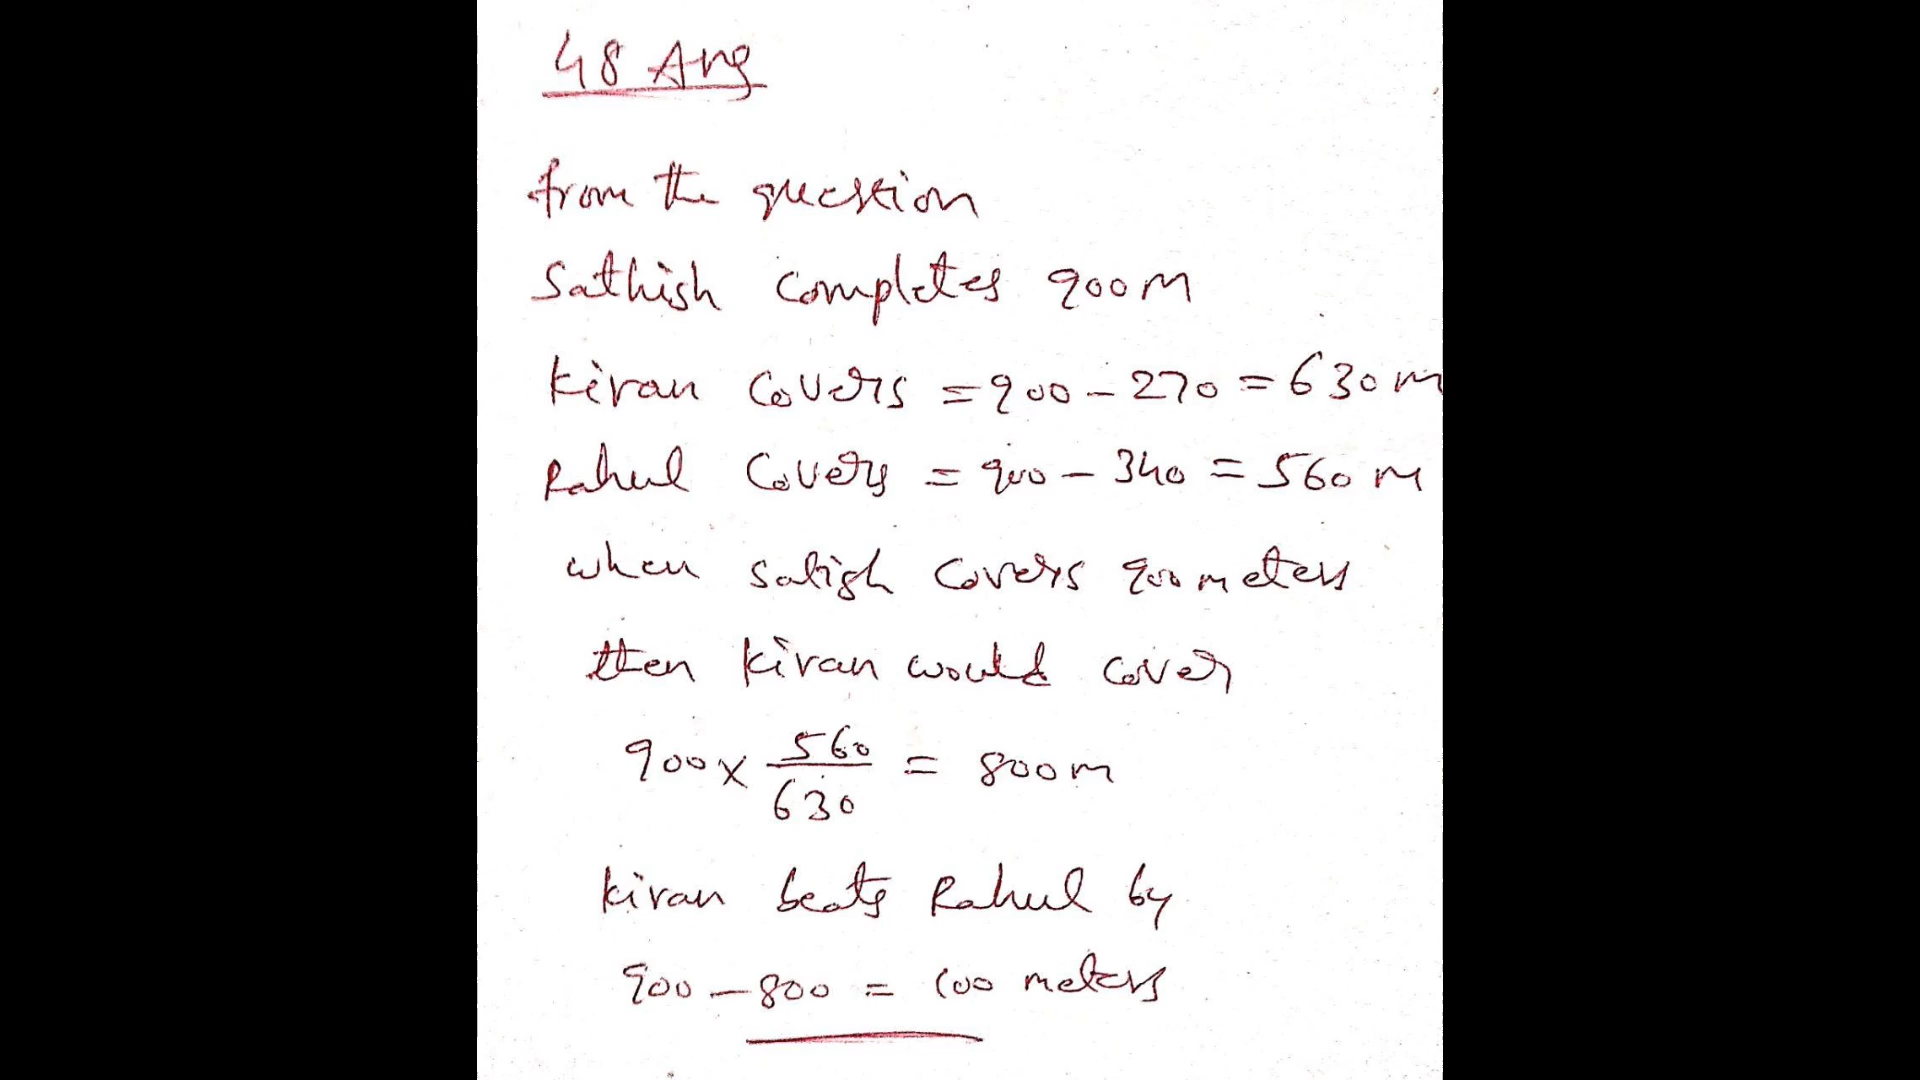 48 Ans
from the question
Sathish completes 900m
Kiran covers = 900 - 270 = 630m
Rahul covers = 900 - 340 = 560m
when satish covers 900 meters
then kiran would cover
900 x 560/630 = 800m
kiran beats Rahul by
900 - 800 = 100 meters